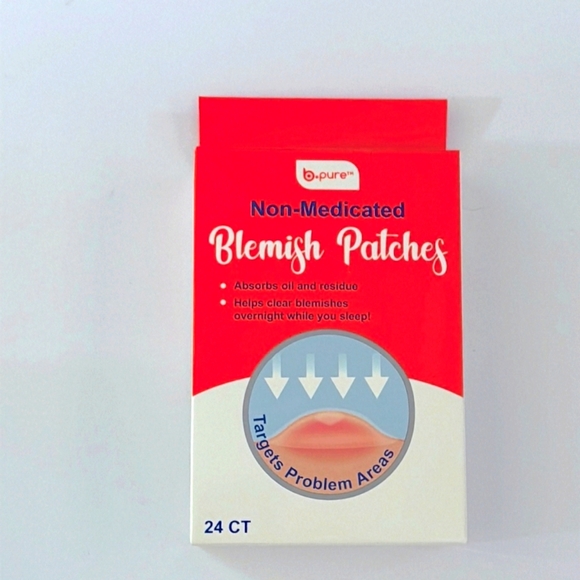 b.pure™
Non-Medicated
Blemish Patches
• Absorbs oil and residue
• Helps clear blemishes
overnight while you sleep!
Targets Problem Areas
24 CT